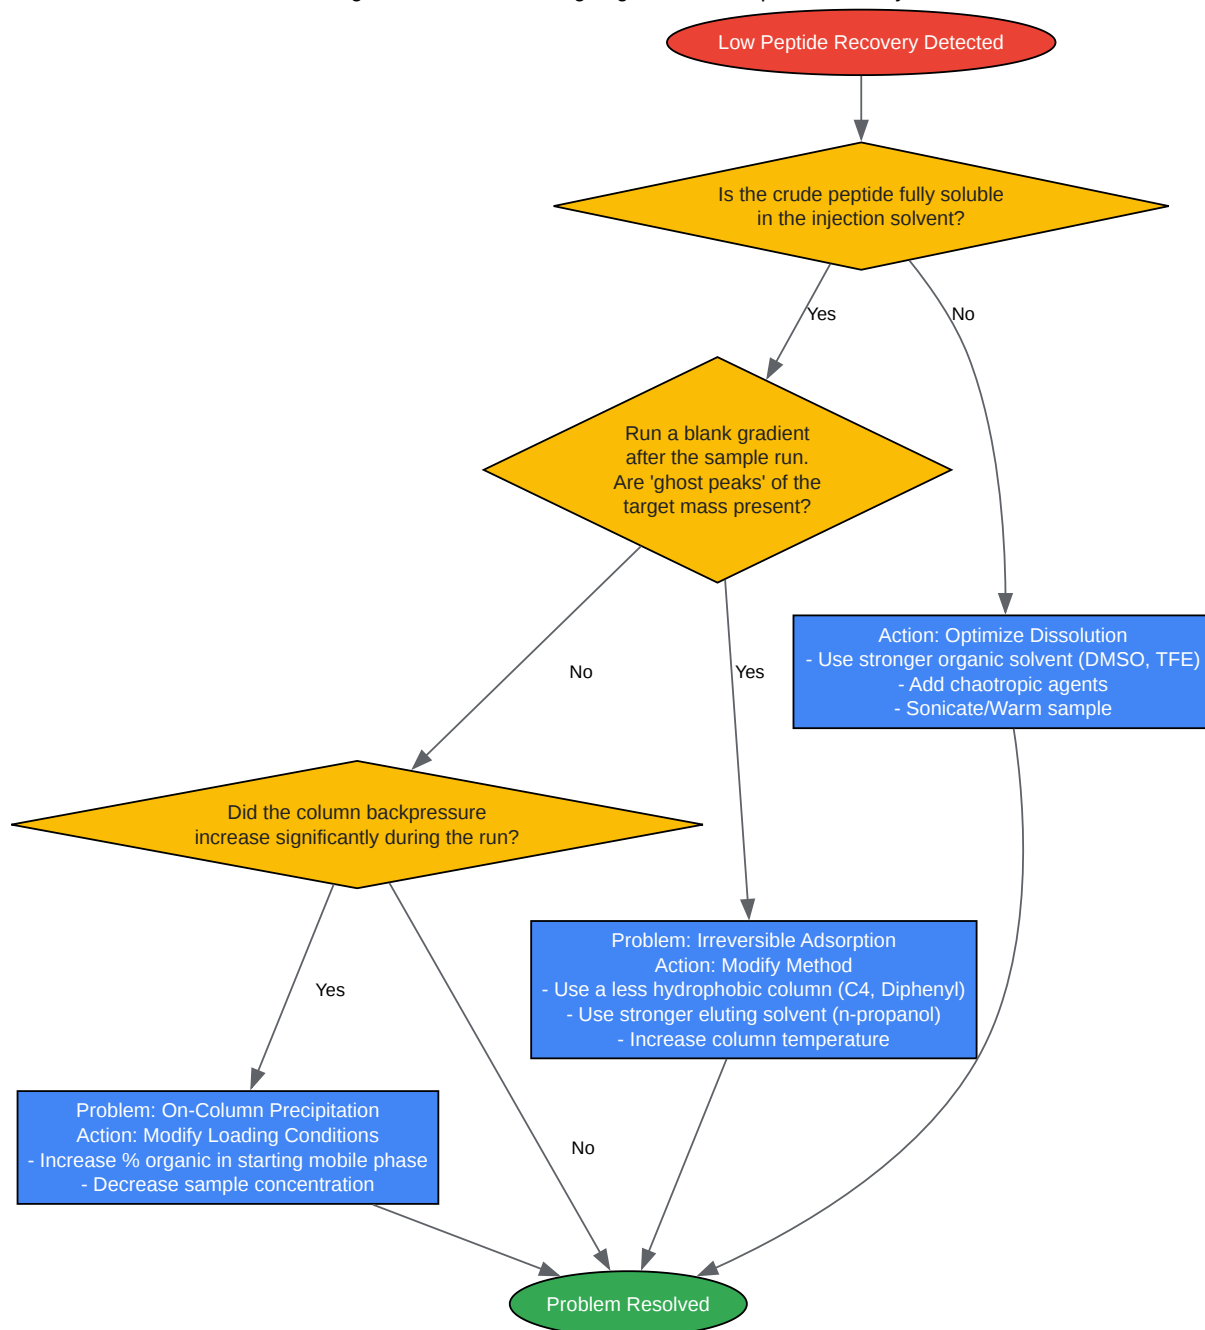 Low Peptide Recovery Detected
Is the crude peptide fully soluble
in the injection solvent?
Yes
No
Run a blank gradient
after the sample run.
Are 'ghost peaks' of the
target mass present?
Action: Optimize Dissolution
- Use stronger organic solvent (DMSO, TFE)
- Add chaotropic agents
- Sonicate/Warm sample
No
Yes
Did the column backpressure
increase significantly during the run?
Problem: Irreversible Adsorption
Action: Modify Method
- Use a less hydrophobic column (C4, Diphenyl)
- Use stronger eluting solvent (n-propanol)
- Increase column temperature
Yes
Problem: On-Column Precipitation
Action: Modify Loading Conditions
- Increase % organic in starting mobile phase
- Decrease sample concentration
No
Problem Resolved